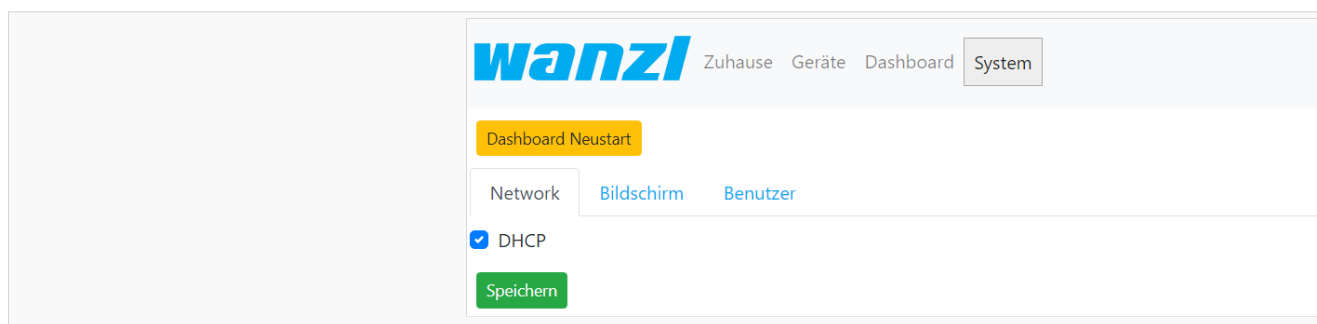 wanzl Zuhause Geräte Dashboard System
Dashboard Neustart
Network Bildschirm Benutzer
DHCP
Speichern